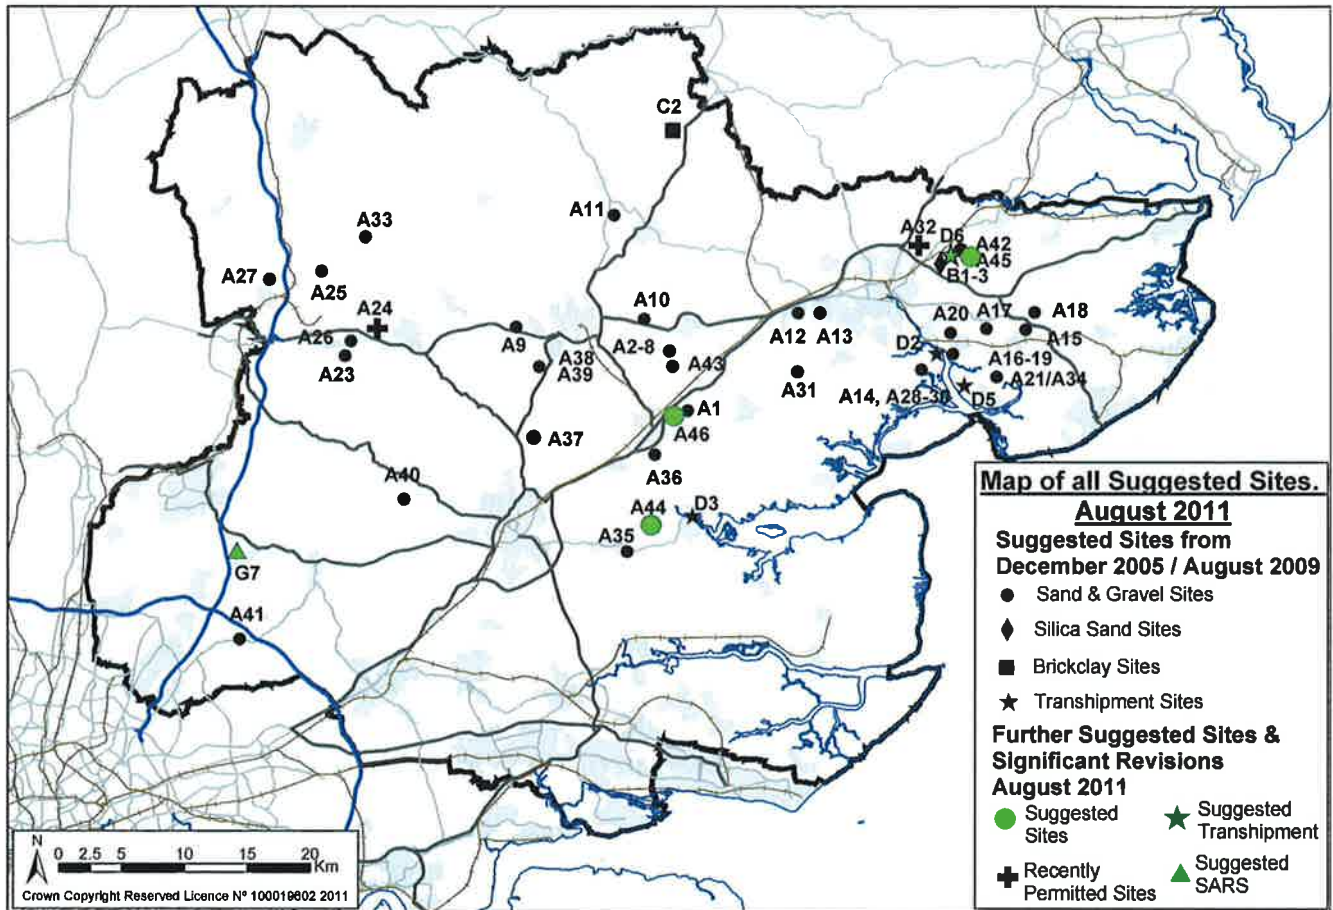 C2
A11
A33
A32
D6
A42
A45
B1-3
A27
A25
A24
A10
A20
A17
A18
A26
A9
A2-8
A12
A13
A15
A23
A38
A39
A43
D2
A16-19
A31
A21/A34
A14, A28-30
D5
A1
A46
A37
A36
A40
A44
D3
A35
G7
A41
Map of all Suggested Sites.
August 2011
Suggested Sites from
December 2005 / August 2009
Sand & Gravel Sites
Silica Sand Sites
Brickclay Sites
Transhipment Sites
Further Suggested Sites &
Significant Revisions
August 2011
Suggested
Sites
Suggested
Transhipment
Recently
Permitted Sites
Suggested
SARS
N
0 2.5 5 10 15 20
Km
Crown Copyright Reserved Licence Nº 100019602 2011